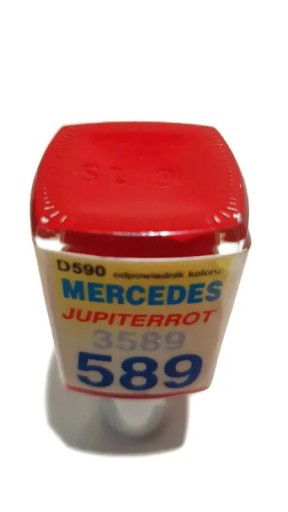 D590 odpowiednik koloru:
MERCEDES
JUPITERROT
3589
589